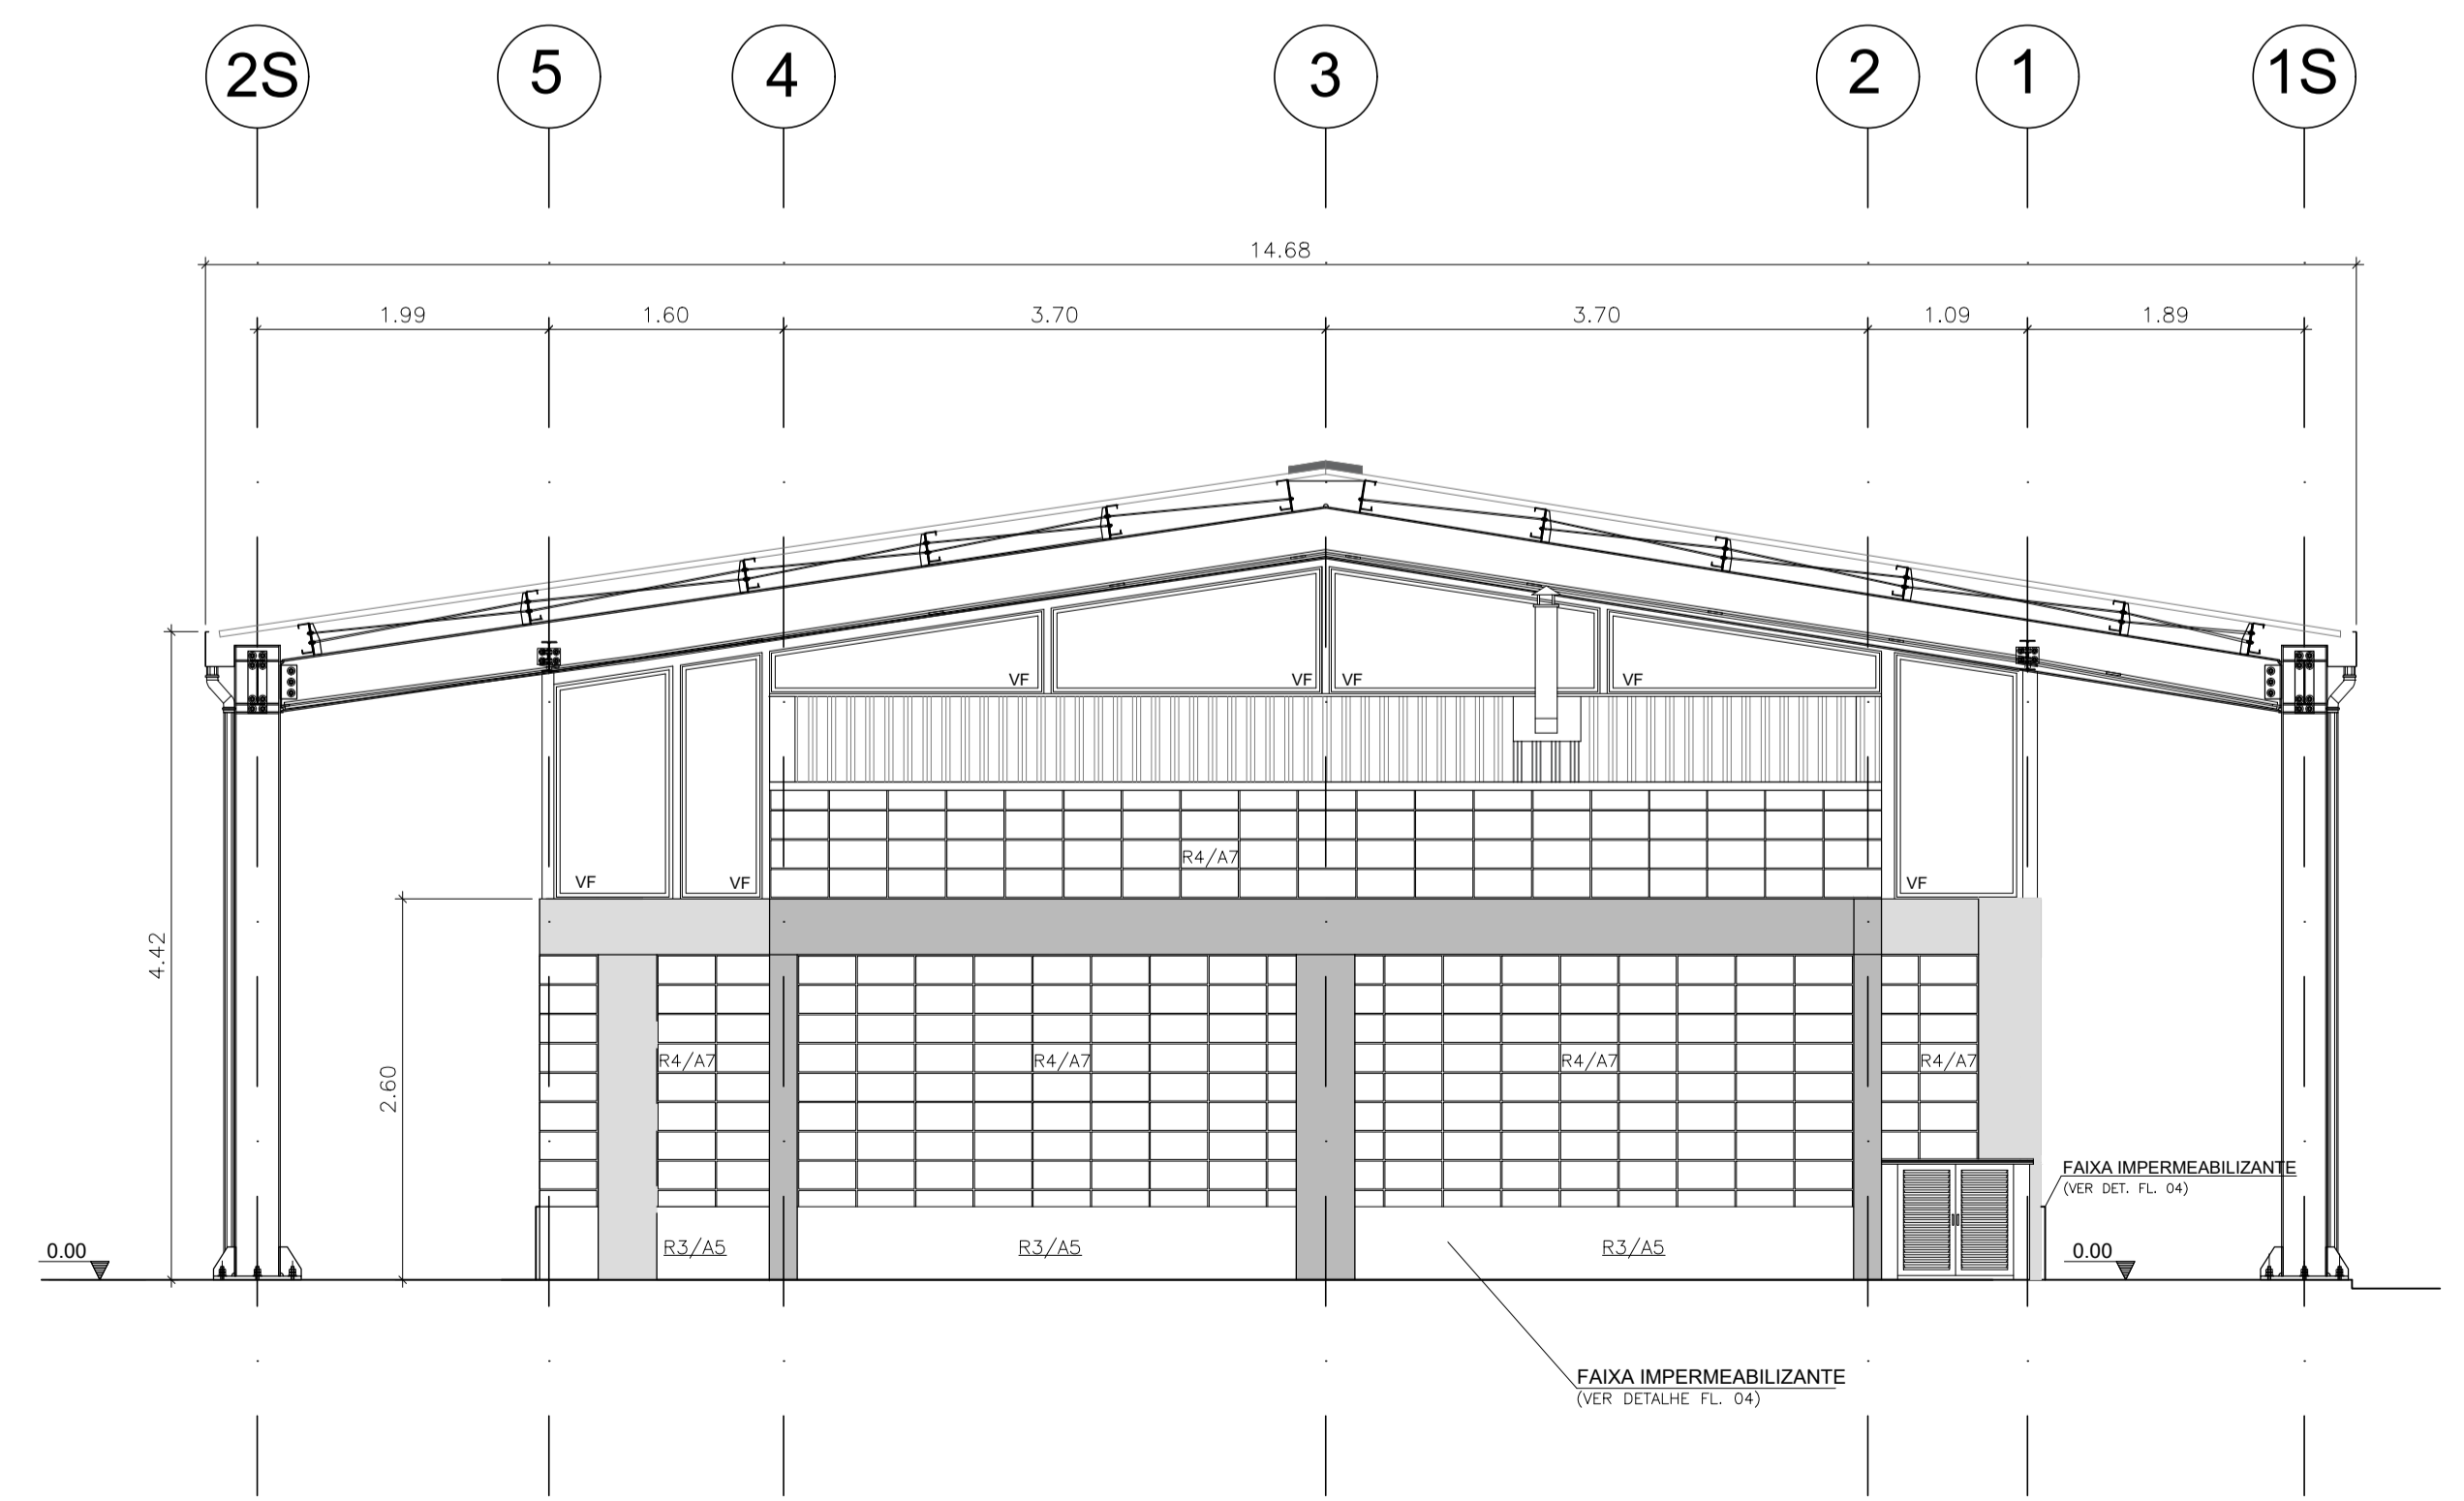 2S
5
4
3
2
1
1S
14.68
1.99
1.60
3.70
3.70
1.09
1.89
VF
VF
VF
VF
R4/A7
VF
VF
VF
4.42
2.60
R4/A7
R4/A7
R4/A7
R4/A7
FAIXA IMPERMEABILIZANTE
(VER DET. FL. 04)
0.00
R3/A5
R3/A5
R3/A5
0.00
FAIXA IMPERMEABILIZANTE
(VER DETALHE FL. 04)